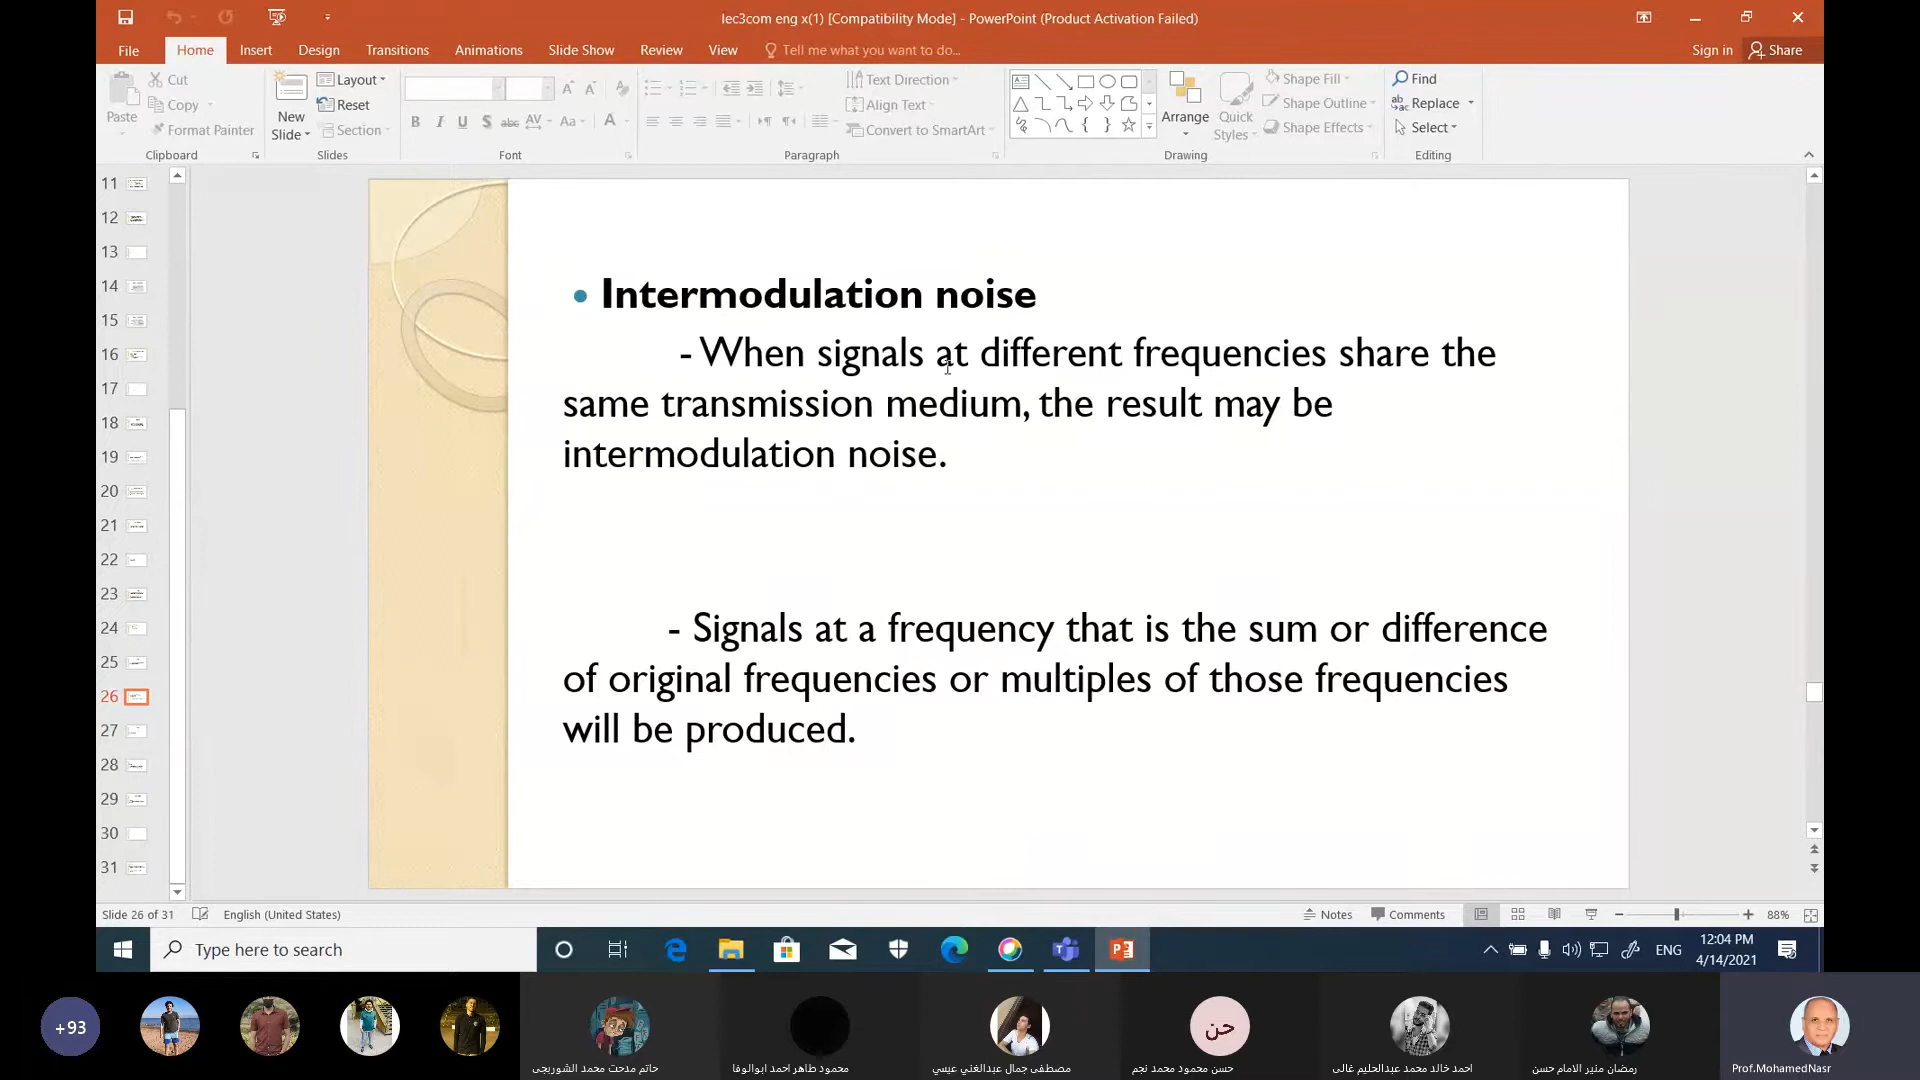 lec3com eng x(1) [Compatibility Mode] - PowerPoint (Product Activation Failed)
File Home Insert Design Transitions Animations Slide Show Review View Tell me what you want to do... Sign in Share
Paste Cut Copy Format Painter
Clipboard
New Slide Layout Reset Section
Slides
B I U S abc AV Aa A
Font
Text Direction Align Text Convert to SmartArt
Paragraph
Arrange Quick Styles Shape Fill Shape Outline Shape Effects
Drawing
Find Replace Select
Editing
11
12
13
14
15
16
17
18
19
20
21
22
23
24
25
26
27
28
29
30
31
• Intermodulation noise
- When signals at different frequencies share the
same transmission medium, the result may be
intermodulation noise.
- Signals at a frequency that is the sum or difference
of original frequencies or multiples of those frequencies
will be produced.
Slide 26 of 31 English (United States) Notes Comments 88%
Type here to search ENG 12:04 PM
4/14/2021
+93
حن
حاتم مدحت محمد الشوربجى
محمود طاهر احمد ابوالوفا
مصطفى جمال عبدالغني عيسي
حسن محمود محمد نجم
احمد خالد محمد عبدالحليم غالى
رمضان منير الامام حسن
Prof.MohamedNasr